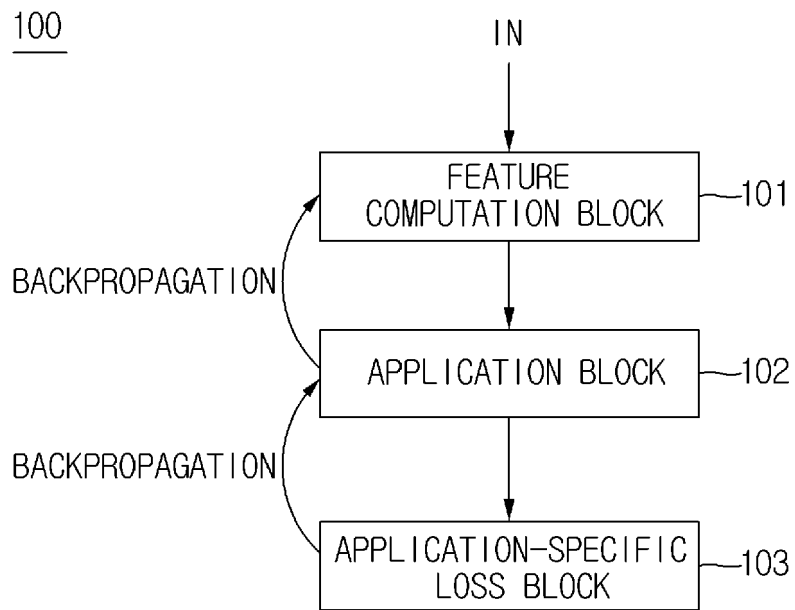 100
IN
FEATURE
COMPUTATION BLOCK
101
BACKPROPAGATION
APPLICATION BLOCK
102
BACKPROPAGATION
APPLICATION-SPECIFIC
LOSS BLOCK
103